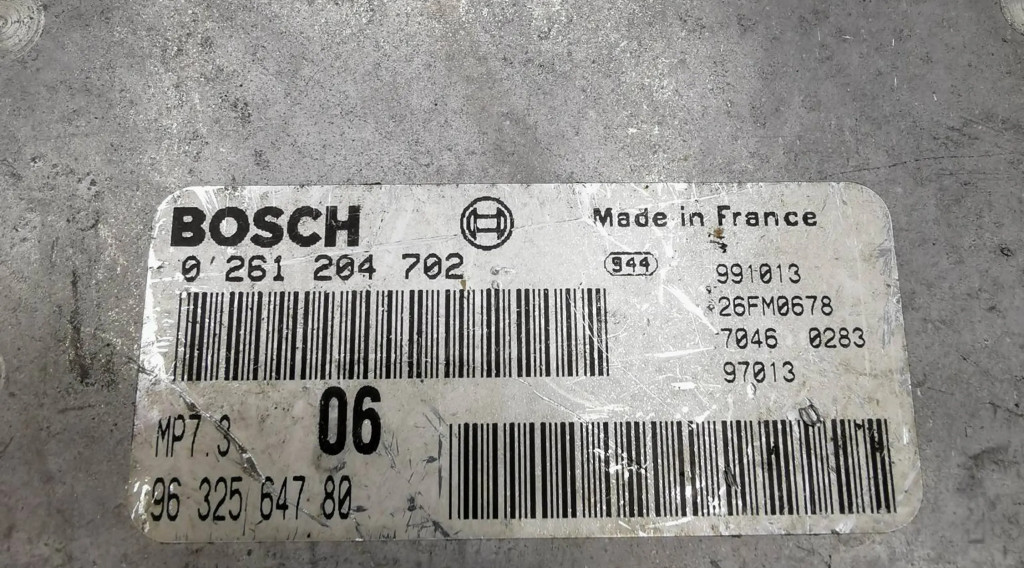 BOSCH
Made in France
0 261 204 702
944
991013
26FM0678
7046 0283
97013
MP7.3
06
96 325 647 80